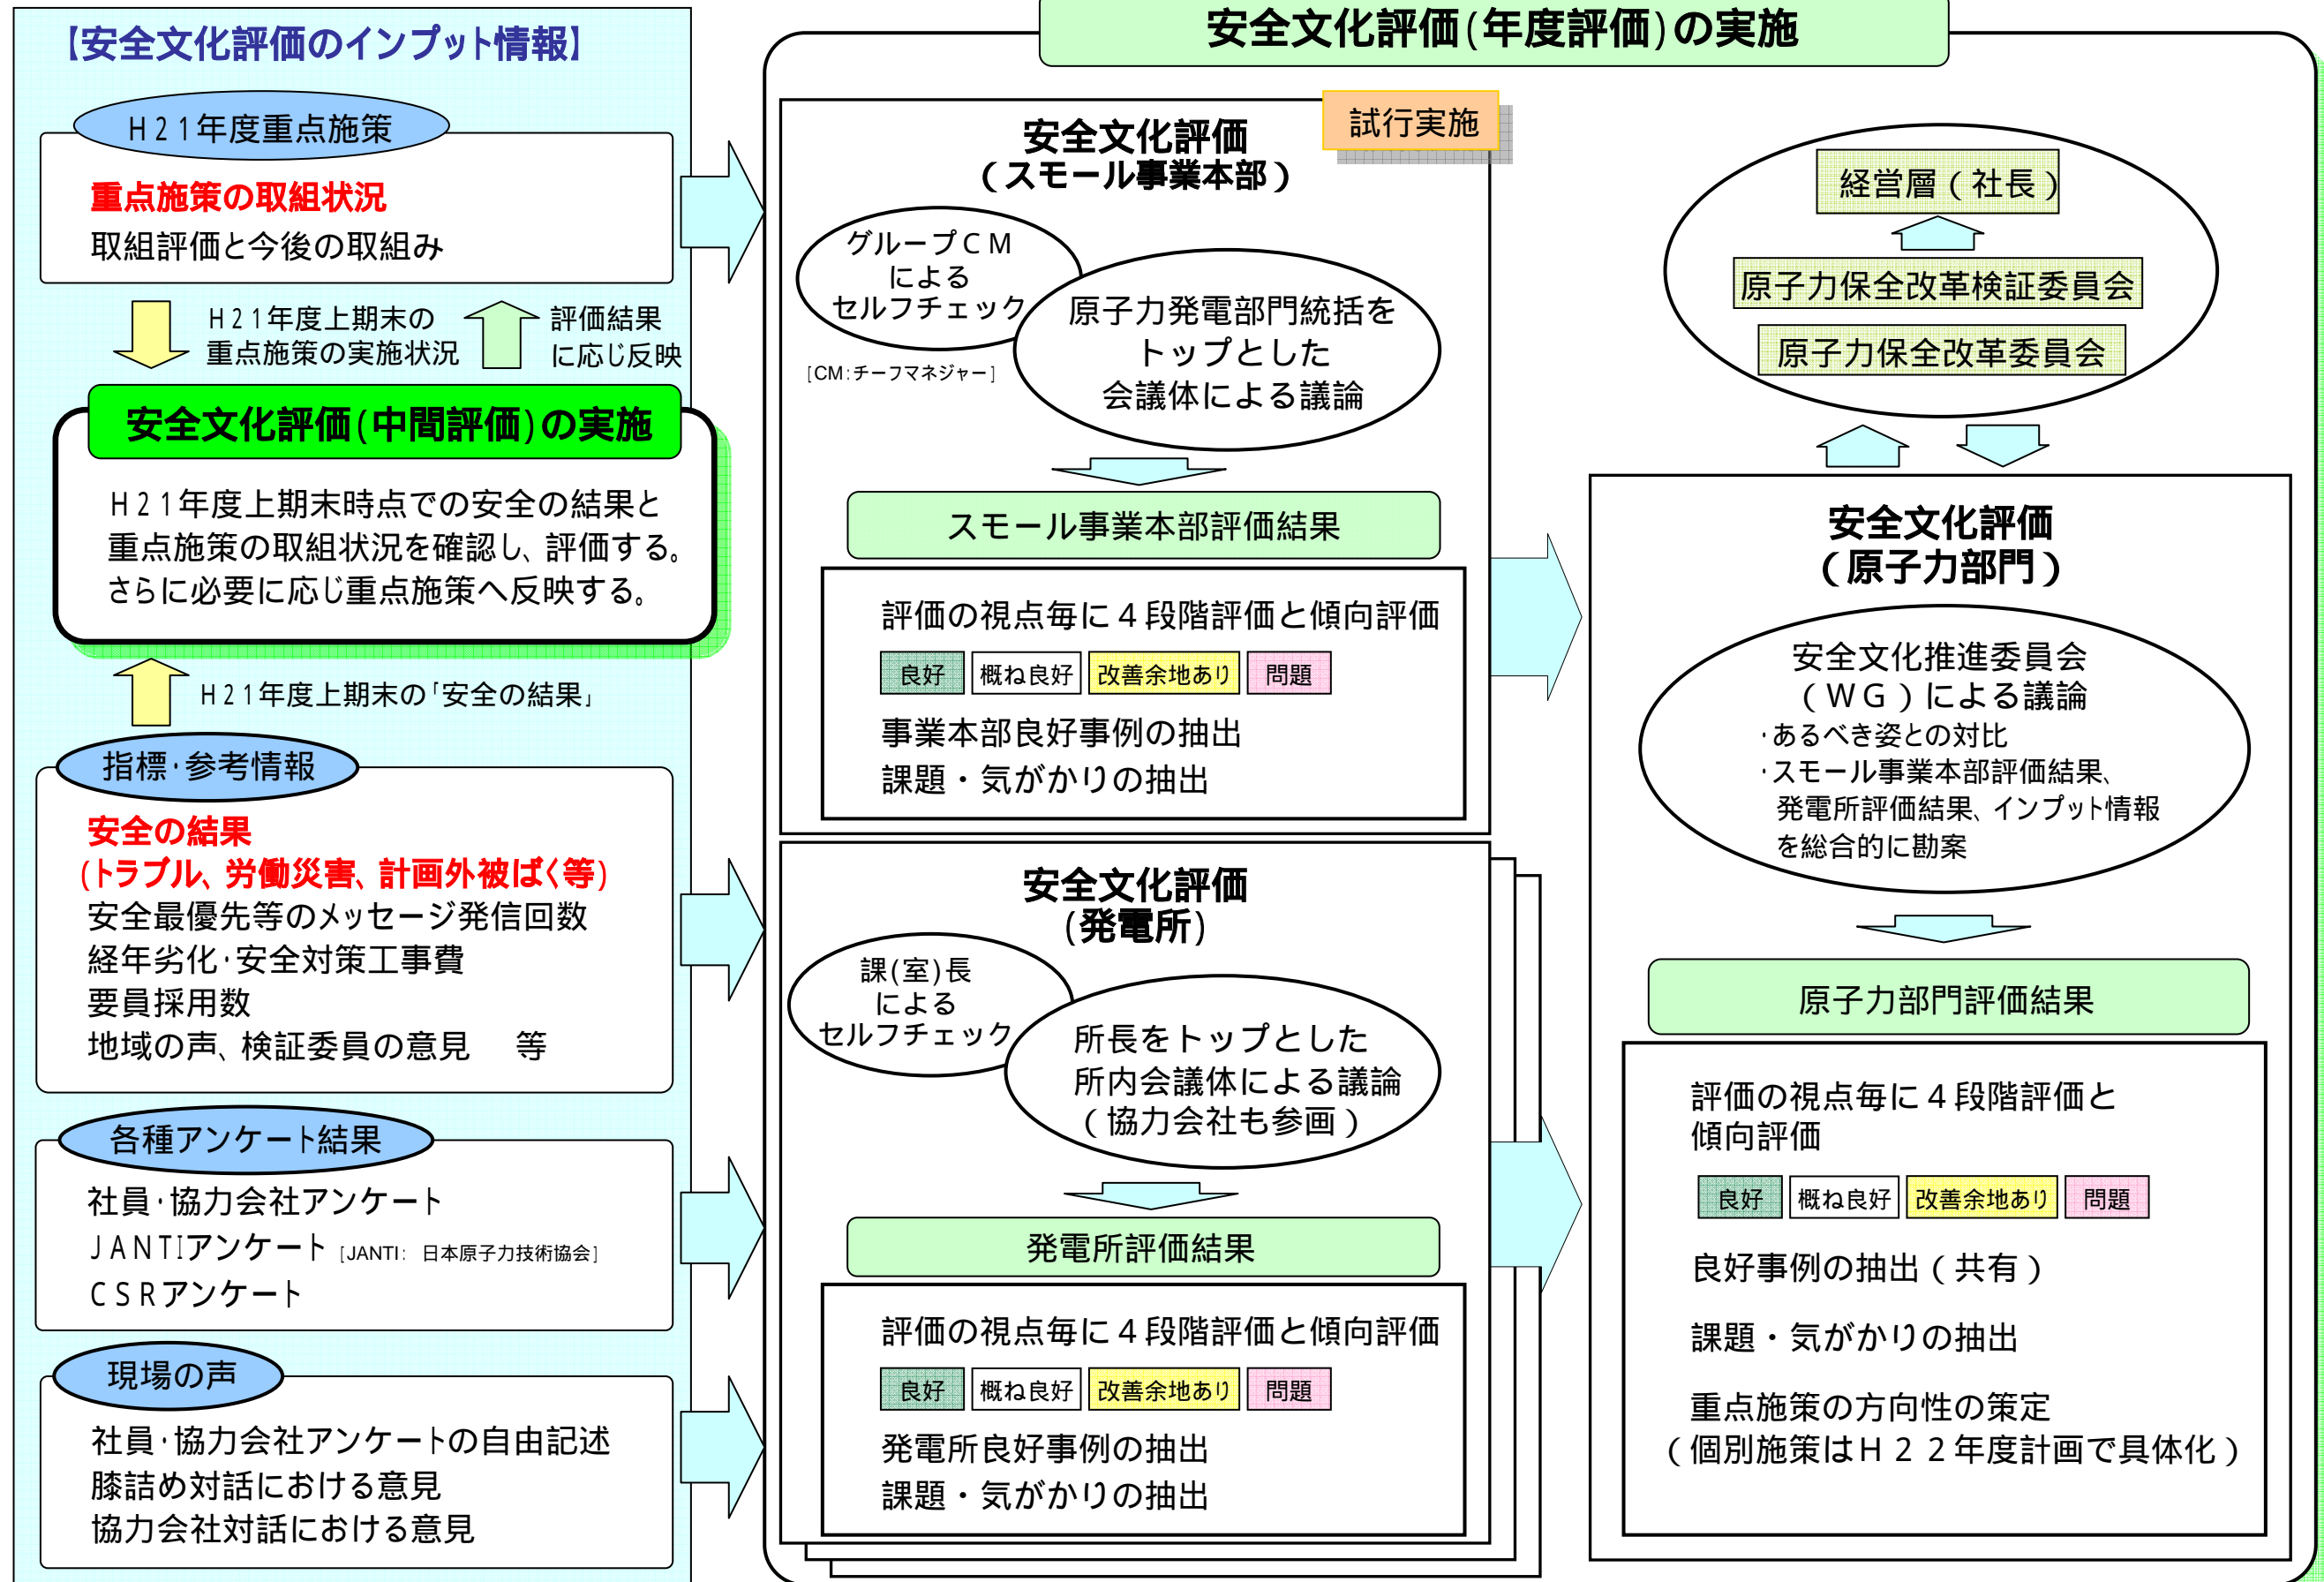 【安全文化評価のインプット情報】
H21年度重点施策
重点施策の取組状況
取組評価と今後の取組み
H21年度上期末の
重点施策の実施状況
評価結果
に応じ反映
安全文化評価(中間評価)の実施
H21年度上期末時点での安全の結果と
重点施策の取組状況を確認し、評価する。
さらに必要に応じ重点施策へ反映する。
H21年度上期末の「安全の結果」
指標・参考情報
安全の結果
(トラブル、労働災害、計画外被ばく等)
安全最優先等のメッセージ発信回数
経年劣化・安全対策工事費
要員採用数
地域の声、検証委員の意見　等
各種アンケート結果
社員・協力会社アンケート
JANTIアンケート [JANTI: 日本原子力技術協会]
CSRアンケート
現場の声
社員・協力会社アンケートの自由記述
膝詰め対話における意見
協力会社対話における意見
安全文化評価(年度評価)の実施
試行実施
安全文化評価
（スモール事業本部）
グループCM
による
セルフチェック
[CM:チーフマネジャー]
原子力発電部門統括を
トップとした
会議体による議論
スモール事業本部評価結果
評価の視点毎に４段階評価と傾向評価
良好 概ね良好 改善余地あり 問題
事業本部良好事例の抽出
課題・気がかりの抽出
安全文化評価
(発電所)
課(室)長
による
セルフチェック
所長をトップとした
所内会議体による議論
（協力会社も参画）
発電所評価結果
評価の視点毎に４段階評価と傾向評価
良好 概ね良好 改善余地あり 問題
発電所良好事例の抽出
課題・気がかりの抽出
経営層（社長）
原子力保全改革検証委員会
原子力保全改革委員会
安全文化評価
（原子力部門）
安全文化推進委員会
（WG）による議論
・あるべき姿との対比
・スモール事業本部評価結果、
発電所評価結果、インプット情報
を総合的に勘案
原子力部門評価結果
評価の視点毎に４段階評価と
傾向評価
良好 概ね良好 改善余地あり 問題
良好事例の抽出（共有）
課題・気がかりの抽出
重点施策の方向性の策定
（個別施策はＨ２２年度計画で具体化）